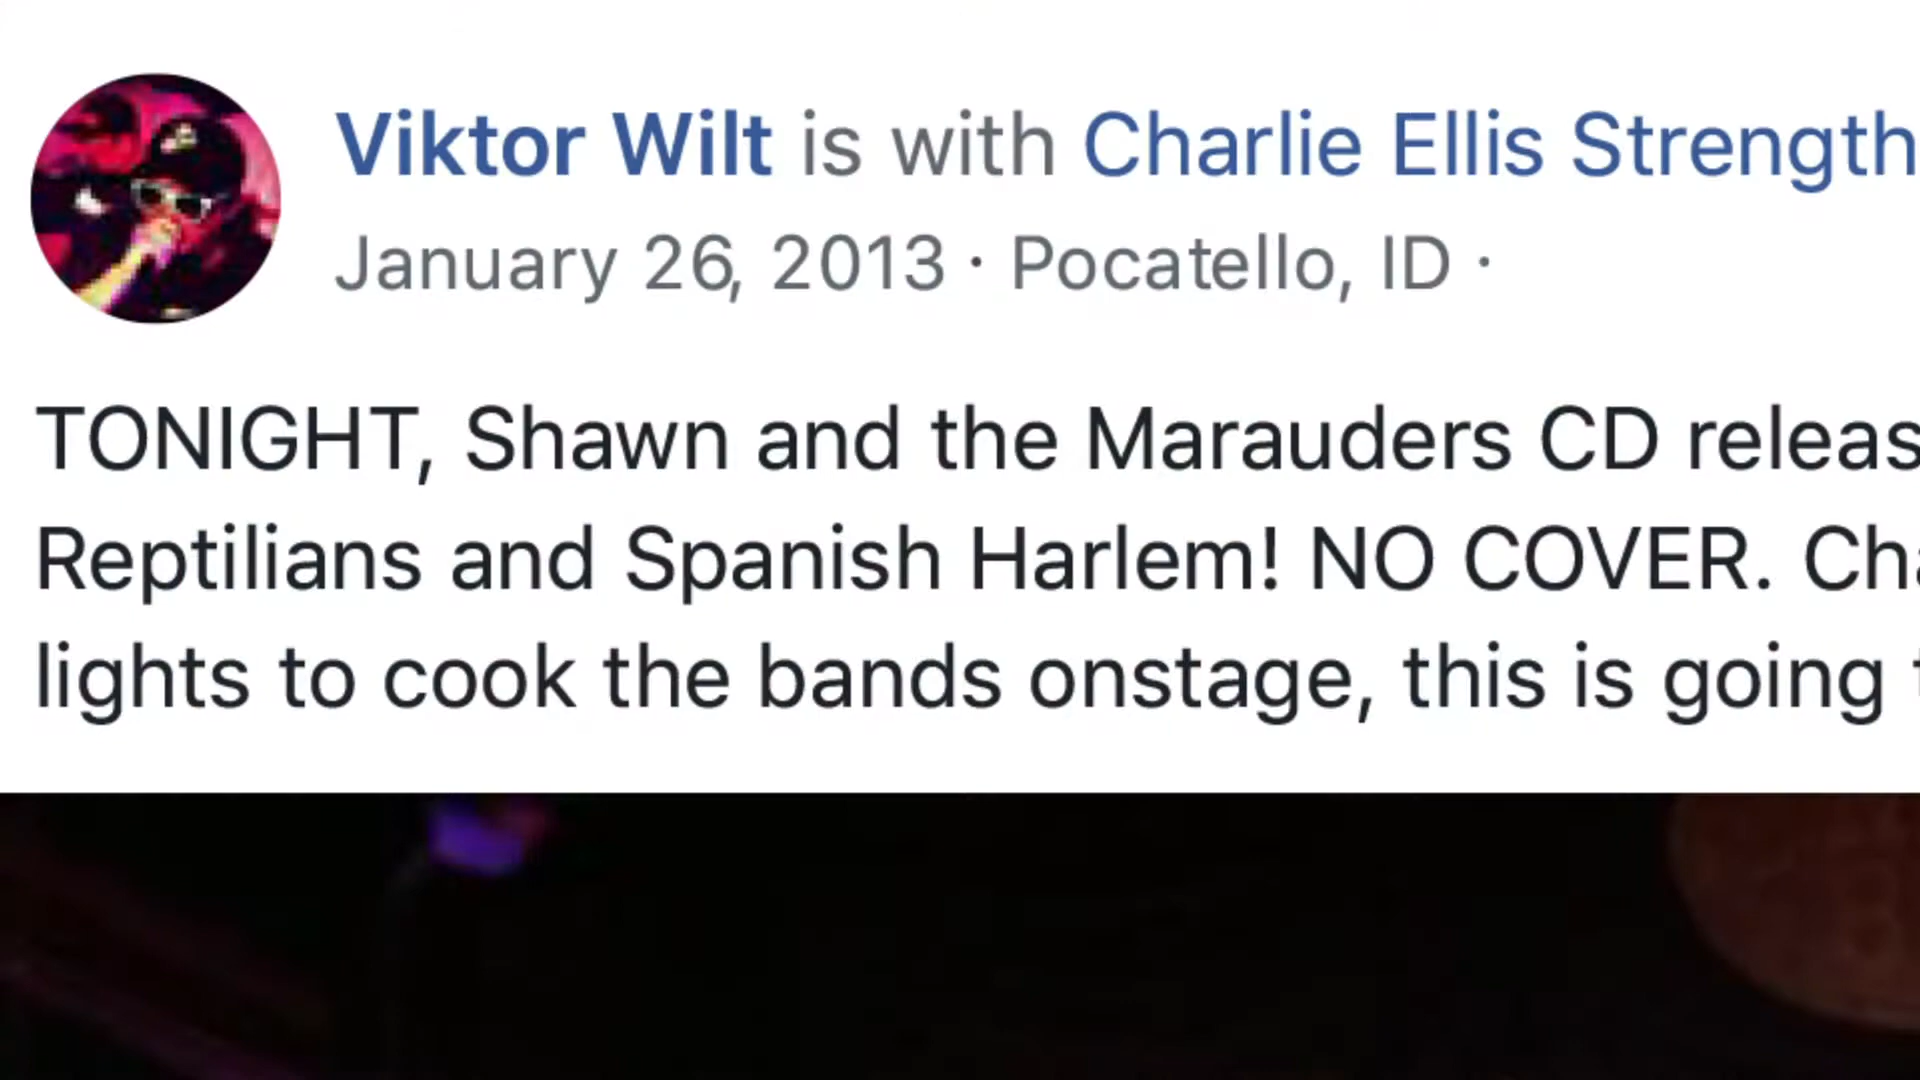 Viktor Wilt is with Charlie Ellis Strength
January 26, 2013 · Pocatello, ID ·
TONIGHT, Shawn and the Marauders CD releas
Reptilians and Spanish Harlem! NO COVER. Cha
lights to cook the bands onstage, this is going